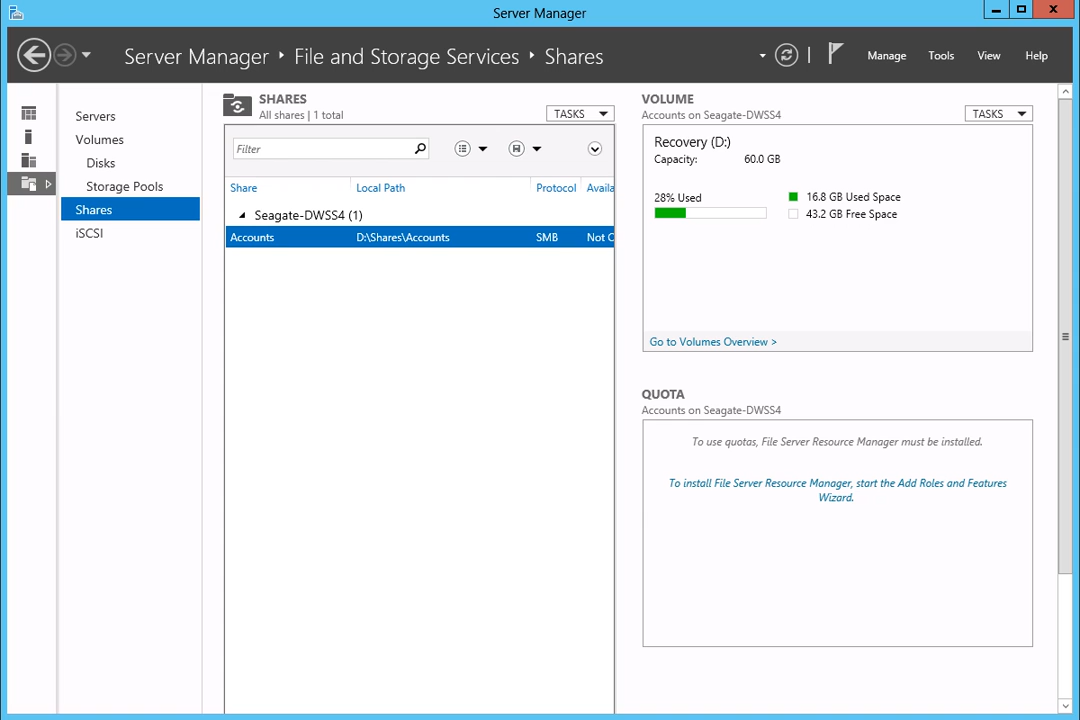 Server Manager
Server Manager ‣ File and Storage Services ‣ Shares
Manage Tools View Help
Servers
Volumes
Disks
Storage Pools
Shares
iSCSI
SHARES
All shares | 1 total
TASKS
Filter
Share Local Path Protocol Availa
Seagate-DWSS4 (1)
Accounts D:\Shares\Accounts SMB Not C
VOLUME
Accounts on Seagate-DWSS4
TASKS
Recovery (D:)
Capacity: 60.0 GB
28% Used
16.8 GB Used Space
43.2 GB Free Space
Go to Volumes Overview >
QUOTA
Accounts on Seagate-DWSS4
To use quotas, File Server Resource Manager must be installed.
To install File Server Resource Manager, start the Add Roles and Features
Wizard.